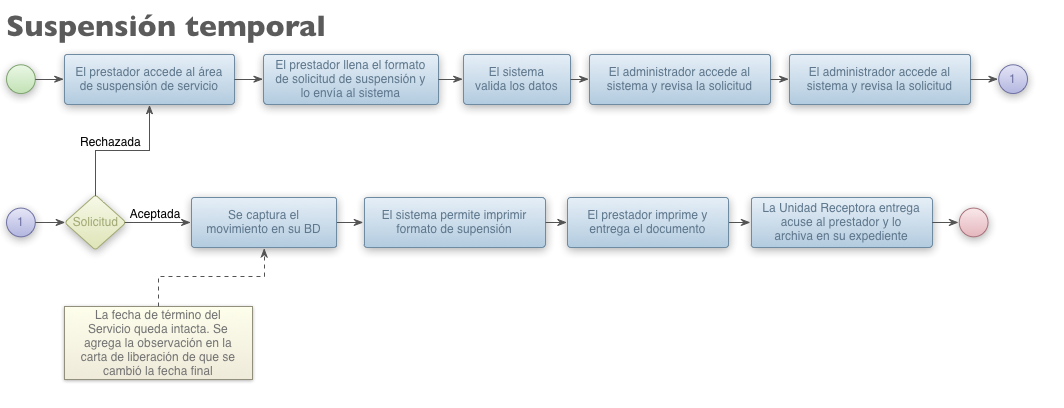 Suspensión temporal
El prestador accede al área
de suspensión de servicio
El prestador llena el formato
de solicitud de suspensión y
lo envia al sistema
El sistema
valida los datos
El administrador accede al
sistema y revisa la solicitud
El administrador accede al
sistema y revisa la solicitud
1
Rechazada
1
Solicitud
Aceptada
Se captura el
movimiento en su BD
El sistema permite imprimir
formato de supensión
El prestador imprime y
entrega el documento
La Unidad Receptora entrega
acuse al prestador y lo
archiva en su expediente
La fecha de término del
Servicio queda intacta. Se
agrega la observación en la
carta de liberación de que se
cambió la fecha final